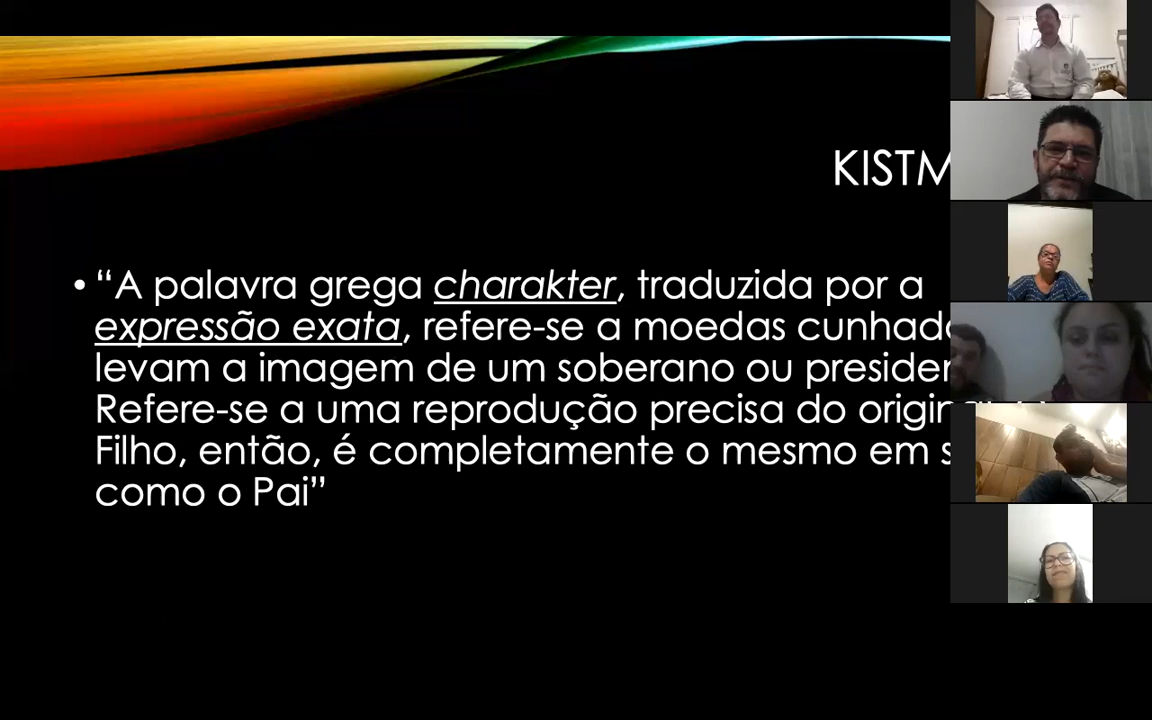 KISTM
• “A palavra grega charakter, traduzida por a
expressão exata, refere-se a moedas cunhad
levam a imagem de um soberano ou presiden
Refere-se a uma reprodução precisa do origin
Filho, então, é completamente o mesmo em s
como o Pai”